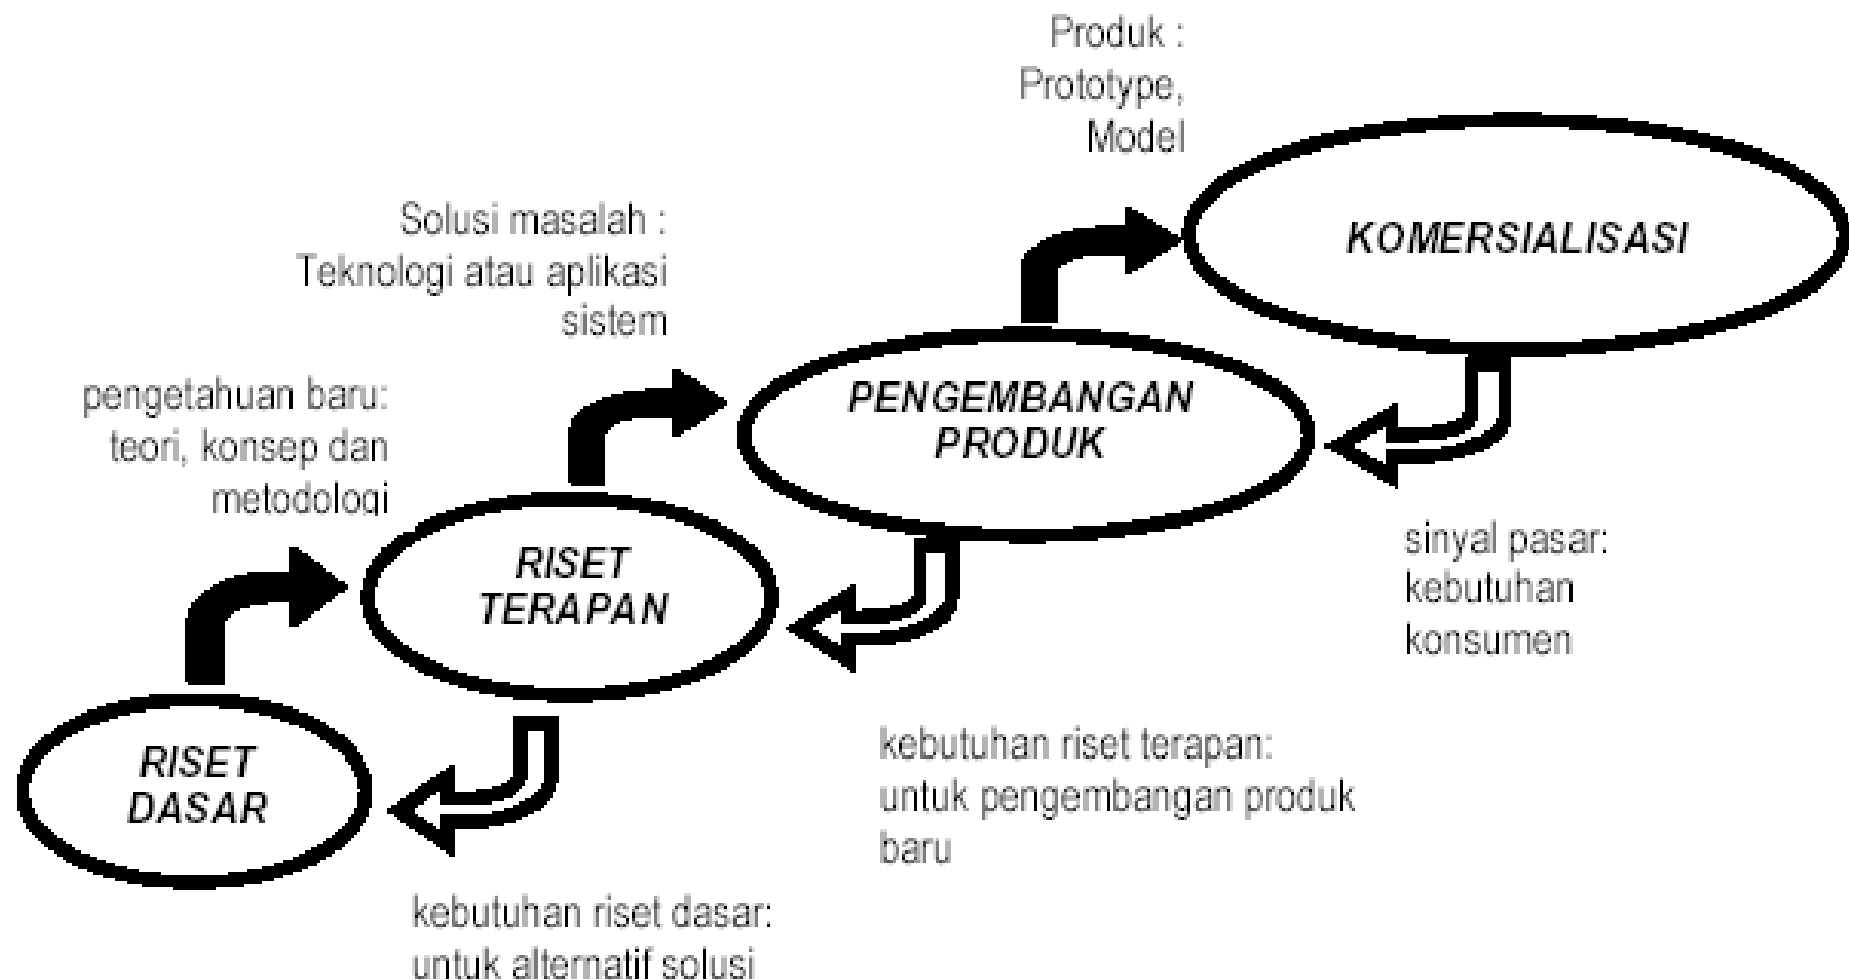 Produk :
Prototype,
Model
KOMERSIALISASI
Solusi masalah :
Teknologi atau aplikasi
sistem
PENGEMBANGAN
PRODUK
pengetahuan baru:
teori, konsep dan
metodologi
RISET
TERAPAN
sinyal pasar:
kebutuhan
konsumen
RISET
DASAR
kebutuhan riset terapan:
untuk pengembangan produk
baru
kebutuhan riset dasar:
untuk alternatif solusi